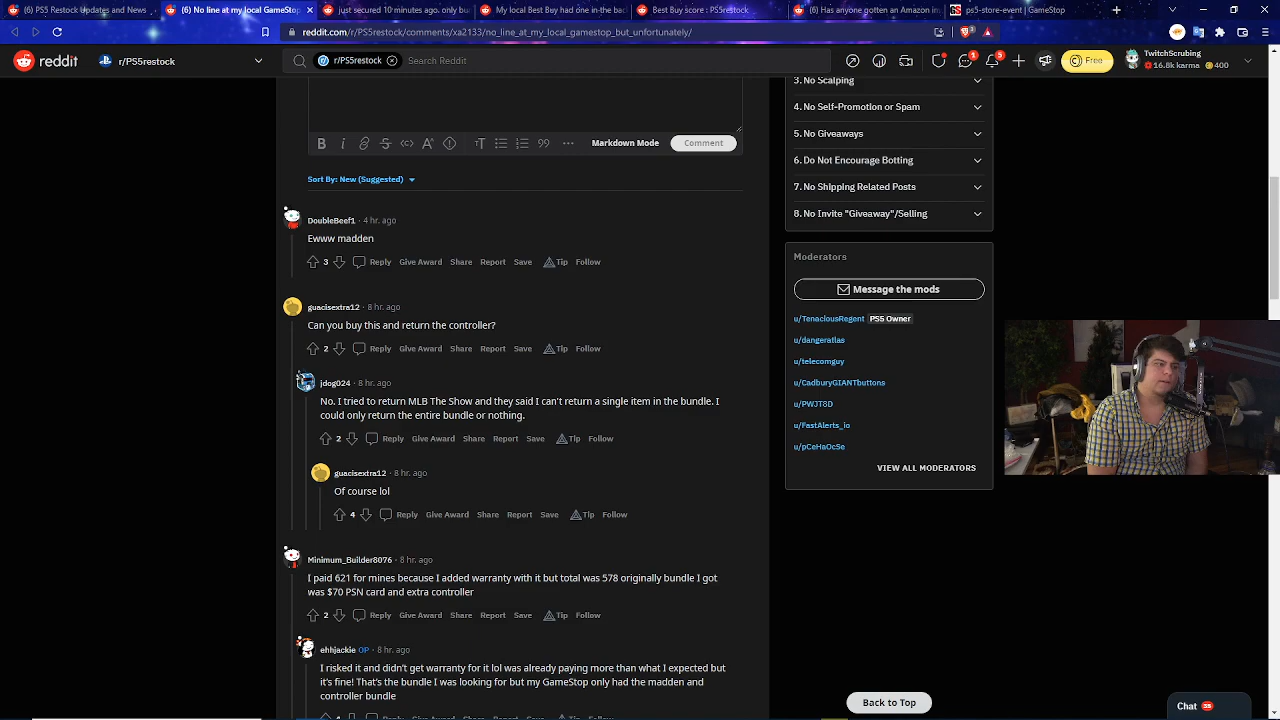 (6) PS5 Restock Updates and News
(6) No line at my local GameStop
just secured 10 minutes ago. only bu
My local Best Buy had one in the bac
Best Buy score : PS5restock
(6) Has anyone gotten an Amazon in
ps5-store-event | GameStop
reddit.com/r/PS5restock/comments/xa2133/no_line_at_my_local_gamestop_but_unfortunately/
reddit
r/PS5restock
r/PS5restock
Search Reddit
Free
TwitchScrubing
16.8k karma 400
3. No Scalping
4. No Self-Promotion or Spam
5. No Giveaways
6. Do Not Encourage Botting
7. No Shipping Related Posts
8. No Invite "Giveaway"/Selling
Markdown Mode
Comment
Sort By: New (Suggested)
DoubleBeef1 · 4 hr. ago
Ewww madden
3 Reply Give Award Share Report Save Tip Follow
guacisextra12 · 8 hr. ago
Can you buy this and return the controller?
2 Reply Give Award Share Report Save Tip Follow
jdog024 · 8 hr. ago
No. I tried to return MLB The Show and they said I can't return a single item in the bundle. I
could only return the entire bundle or nothing.
2 Reply Give Award Share Report Save Tip Follow
guacisextra12 · 8 hr. ago
Of course lol
4 Reply Give Award Share Report Save Tip Follow
Minimum_Builder8076 · 8 hr. ago
I paid 621 for mines because I added warranty with it but total was 578 originally bundle I got
was $70 PSN card and extra controller
2 Reply Give Award Share Report Save Tip Follow
ehhjackie OP · 8 hr. ago
I risked it and didn't get warranty for it lol was already paying more than what I expected but
it's fine! That's the bundle I was looking for but my GameStop only had the madden and
controller bundle
Moderators
Message the mods
u/TenaciousRegent PS5 Owner
u/dangeratlas
u/telecomguy
u/CadburyGIANTbuttons
u/PWJT8D
u/FastAlerts_io
u/pCeHaOcSe
VIEW ALL MODERATORS
Back to Top
Chat